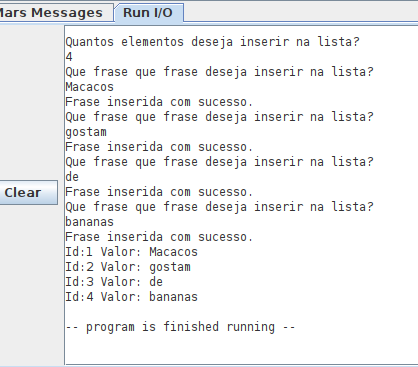 Mars Messages Run I/O
Quantos elementos deseja inserir na lista?
4
Que frase que frase deseja inserir na lista?
Macacos
Frase inserida com sucesso.
Que frase que frase deseja inserir na lista?
gostam
Frase inserida com sucesso.
Que frase que frase deseja inserir na lista?
de
Clear
Frase inserida com sucesso.
Que frase que frase deseja inserir na lista?
bananas
Frase inserida com sucesso.
Id:1 Valor: Macacos
Id:2 Valor: gostam
Id:3 Valor: de
Id:4 Valor: bananas
-- program is finished running --